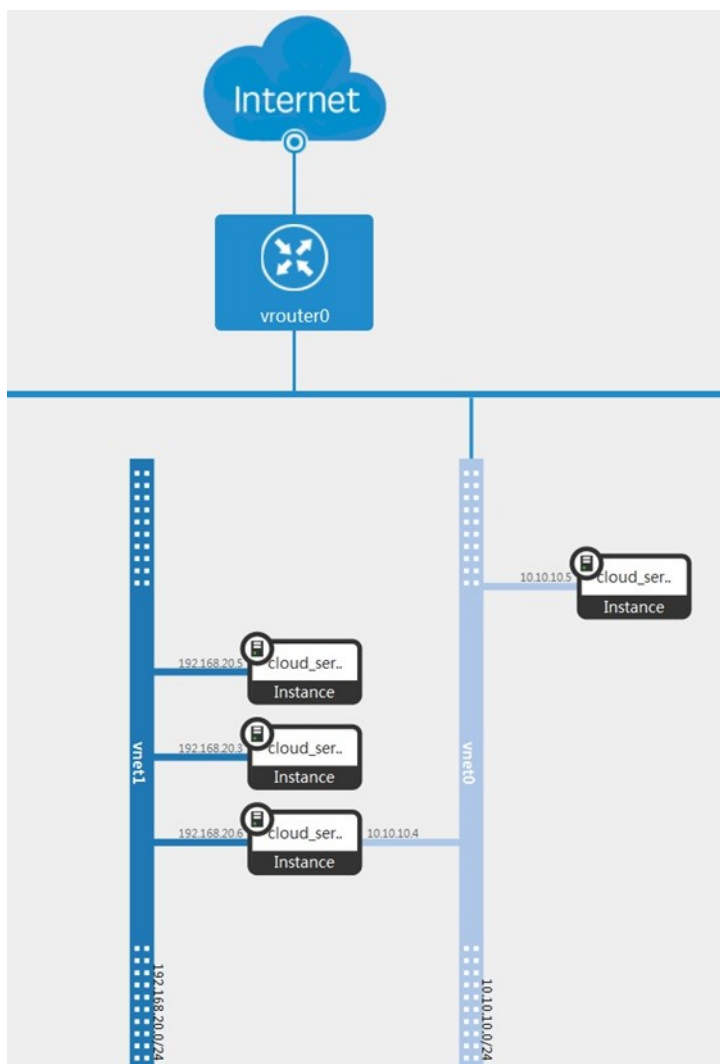 Internet
vrouter0
10.10.10.5
cloud_ser..
Instance
192.168.20.5
cloud_ser..
Instance
vnet1
192.168.20.3
cloud_ser..
Instance
vnet0
192.168.20.6
cloud_ser..
10.10.10.4
Instance
192.168.20.0/24
10.10.10.0/24